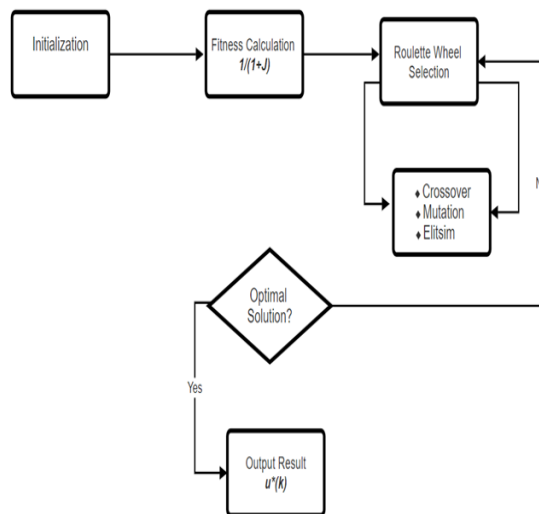 Initialization
Fitness Calculation
1/(1+J)
Roulette Wheel
Selection
♦ Crossover
♦ Mutation
♦ Elitsim
Optimal
Solution?
Yes
Output Result
u*(k)